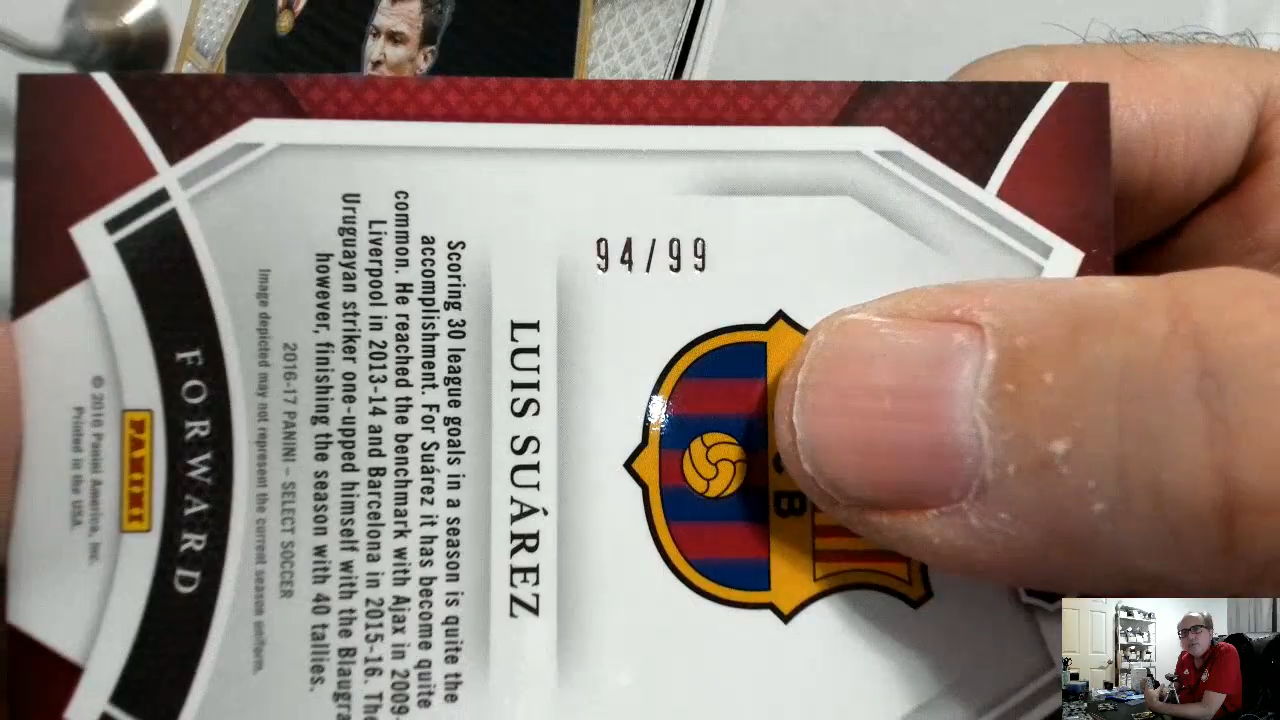 94/99
LUIS SUÁREZ
Scoring 30 league goals in a season is quite the
accomplishment. For Suárez it has become quite
common. He reached the benchmark with Ajax in 2009-
Liverpool in 2013-14 and Barcelona in 2015-16. The
Uruguayan striker one-upped himself with the Blaugra
however, finishing the season with 40 tallies.
2016-17 PANINI – SELECT SOCCER
Image depicted may not represent the current season uniform.
FORWARD
PANINI
© 2016 Panini America, Inc.
Printed in the USA.